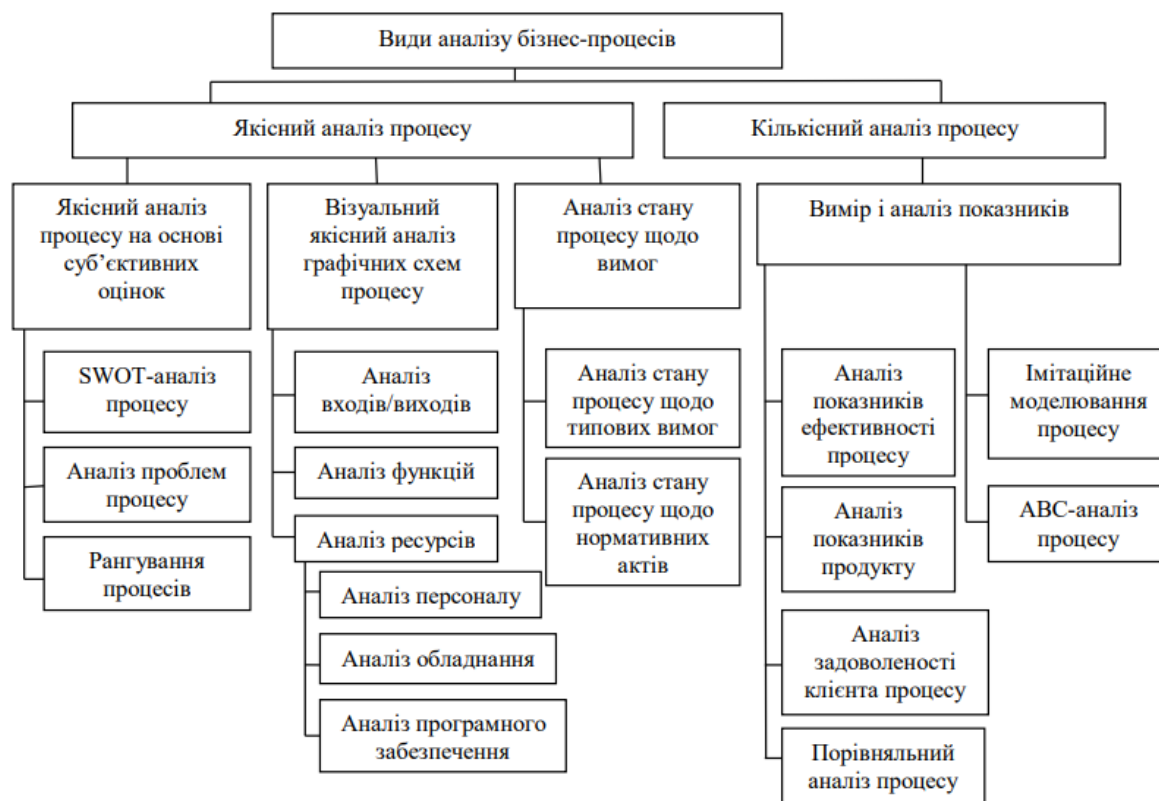 Види аналізу бізнес-процесів
Якісний аналіз процесу
Кількісний аналіз процесу
Якісний аналіз
процесу на основі
суб’єктивних
оцінок
Візуальний
якісний аналіз
графічних схем
процесу
Аналіз стану
процесу щодо
вимог
Вимір і аналіз показників
SWOT-аналіз
процесу
Аналіз проблем
процесу
Рангування
процесів
Аналіз
входів/виходів
Аналіз функцій
Аналіз ресурсів
Аналіз персоналу
Аналіз обладнання
Аналіз програмного
забезпечення
Аналіз стану
процесу щодо
типових вимог
Аналіз стану
процесу щодо
нормативних
актів
Аналіз
показників
ефективності
процесу
Аналіз
показників
продукту
Аналіз
задоволеності
клієнта процесу
Порівняльний
аналіз процесу
Імітаційне
моделювання
процесу
АВС-аналіз
процесу